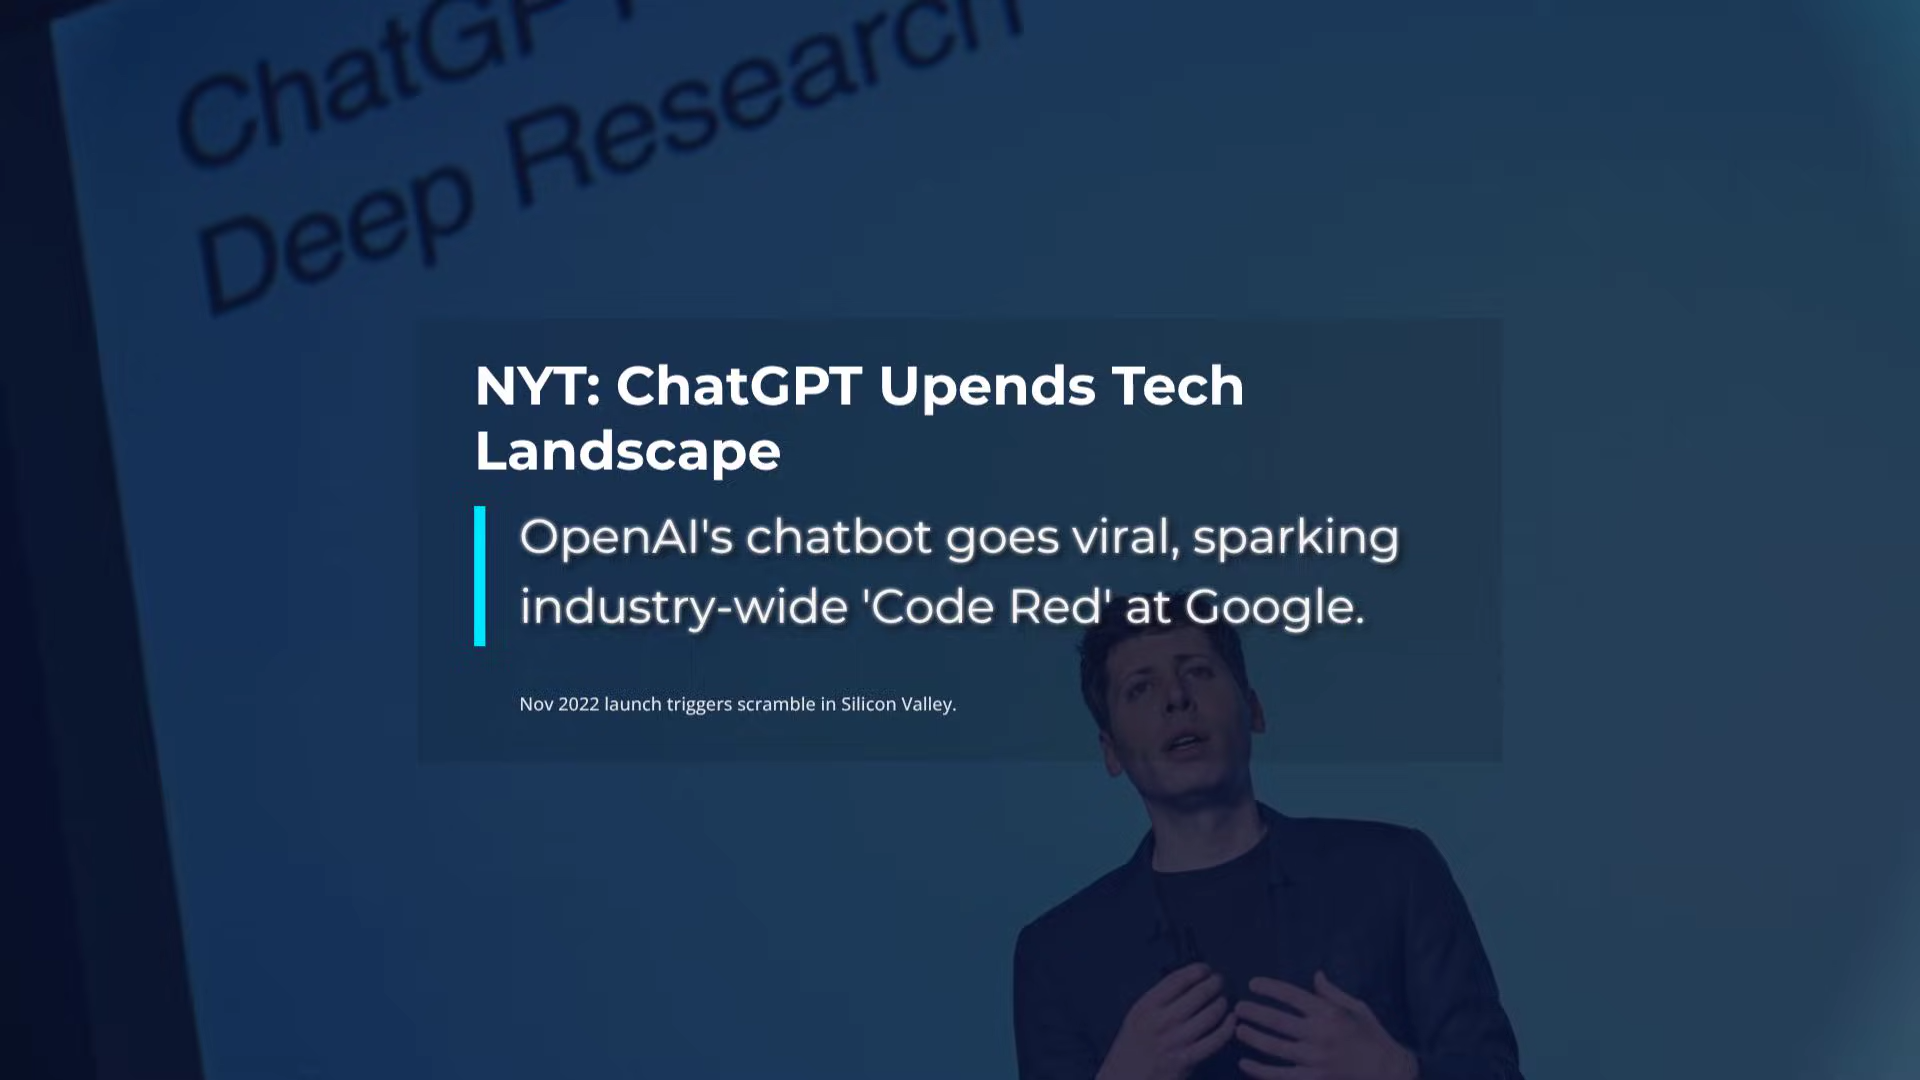 Deep Research
NYT: ChatGPT Upends Tech
Landscape
OpenAI's chatbot goes viral, sparking
industry-wide 'Code Red' at Google.
Nov 2022 launch triggers scramble in Silicon Valley.